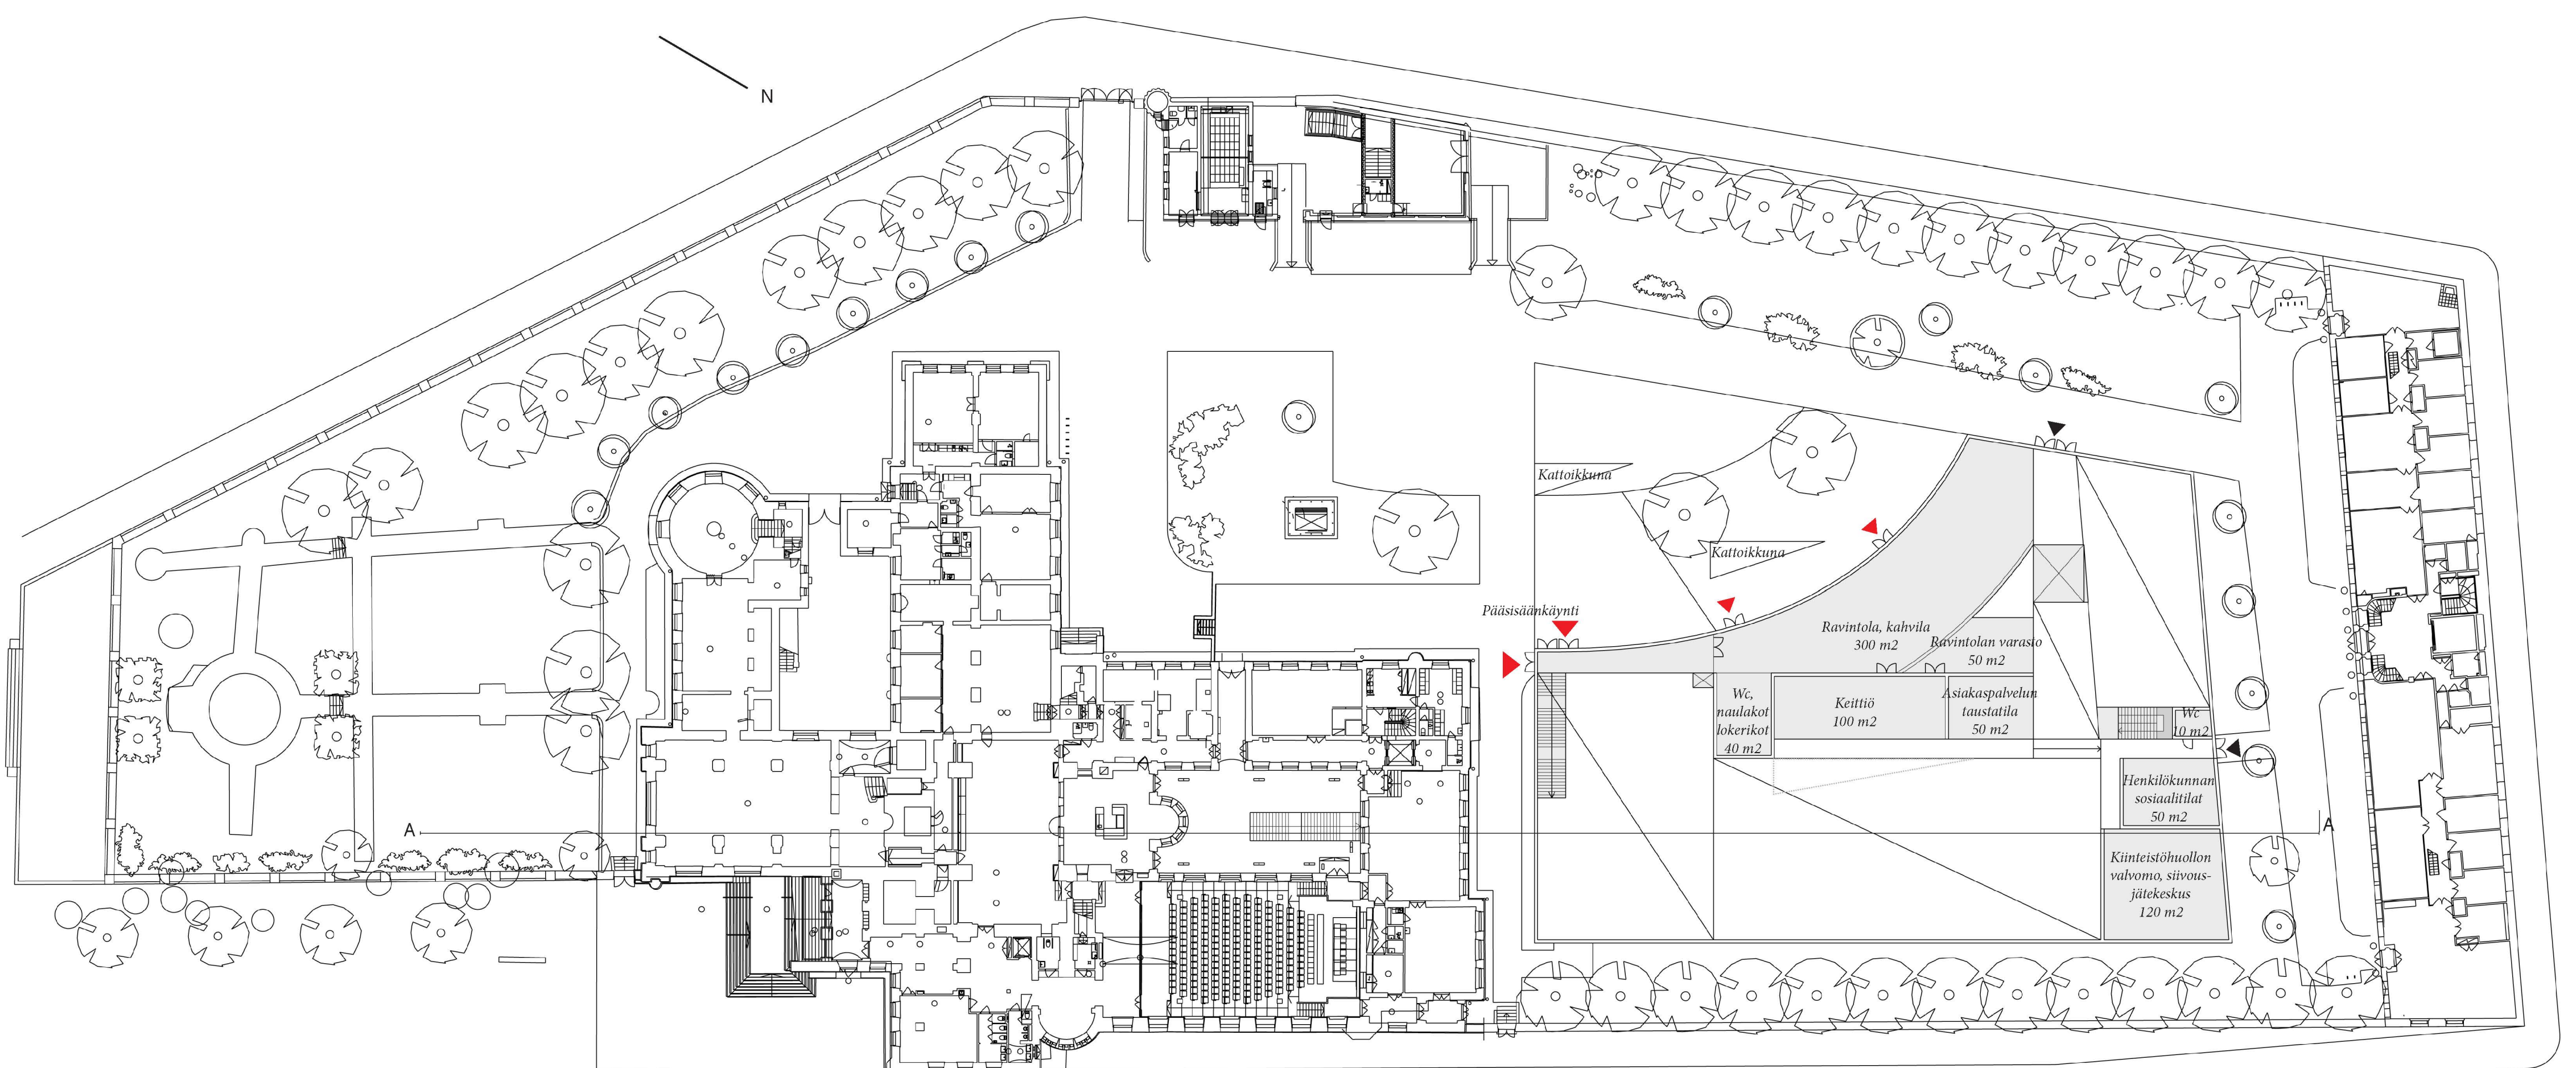 N
Kattoikkuna
Kattoikkuna
Pääsisäänkäynti
Ravintola, kahvila
300 m2
Ravintolan varasto
50 m2
Wc,
naulakot
lokerikot
40 m2
Keittiö
100 m2
Asiakaspalvelun
taustatila
50 m2
Wc
10 m2
Henkilökunnan
sosiaalitilat
50 m2
A
A
Kiinteistöhuollon
valvomo, siivous-
jätekeskus
120 m2